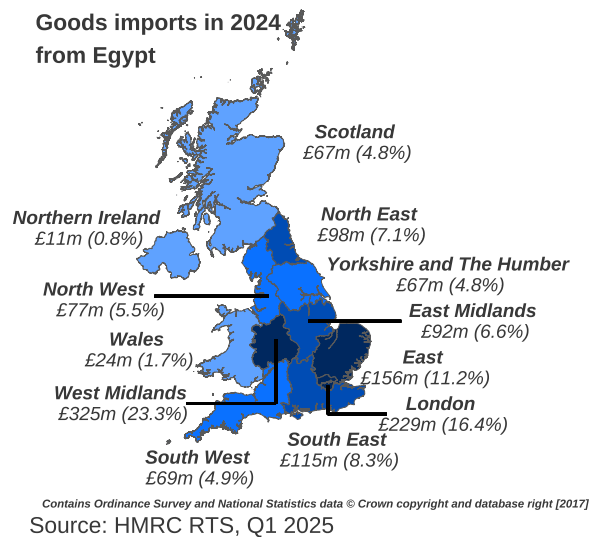 Goods imports in 2024
from Egypt
Scotland
£67m (4.8%)
Northern Ireland
£11m (0.8%)
North East
£98m (7.1%)
Yorkshire and The Humber
£67m (4.8%)
North West
£77m (5.5%)
East Midlands
£92m (6.6%)
Wales
£24m (1.7%)
East
£156m (11.2%)
West Midlands
£325m (23.3%)
London
£229m (16.4%)
South East
£115m (8.3%)
South West
£69m (4.9%)
Contains Ordinance Survey and National Statistics data © Crown copyright and database right [2017]
Source: HMRC RTS, Q1 2025